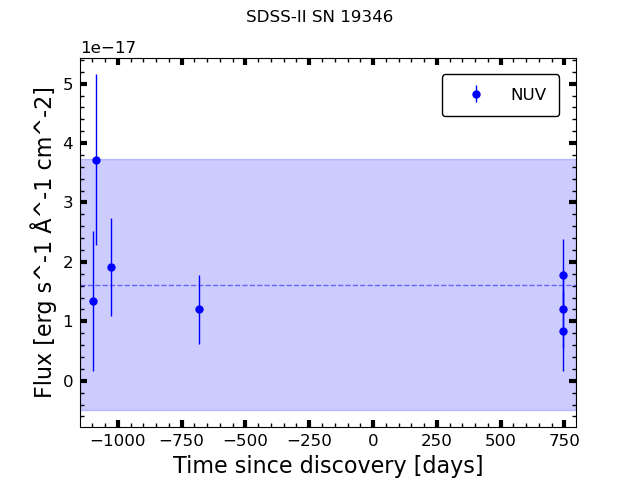 SDSS-II SN 19346
1e−17
NUV
5
4
3
2
1
0
Flux [erg s^-1 Å^-1 cm^-2]
−1000 −750 −500 −250 0 250 500 750
Time since discovery [days]